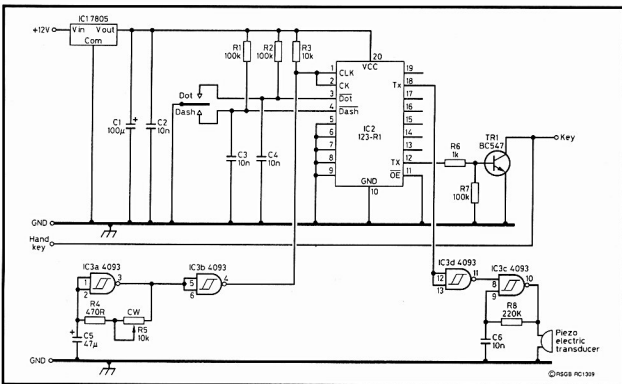 IC1 7805
+12V
Vin Vout
Com
C1
100µ
+
C2
10n
R1
100k
R2
100k
R3
10k
Dot
Dash
C3
10n
C4
10n
20
VCC
1 CLK
2 CK
3 Dot
4 Dash
5
6
7
8
9
IC2
123-R1
GND
10
19
Tx 18
17
16
15
14
13
TX 12
OE 11
R6
1k
R7
100k
TR1
BC547
Key
GND
Hand
key
IC3a 4093
1
2
3
R4
470R
CW
R5
10k
+
C5
47µ
IC3b 4093
5
6
4
IC3d 4093
12
13
11
IC3c 4093
8
9
10
R8
220K
C6
10n
Piezo
electric
transducer
GND
©RSGB RC1309